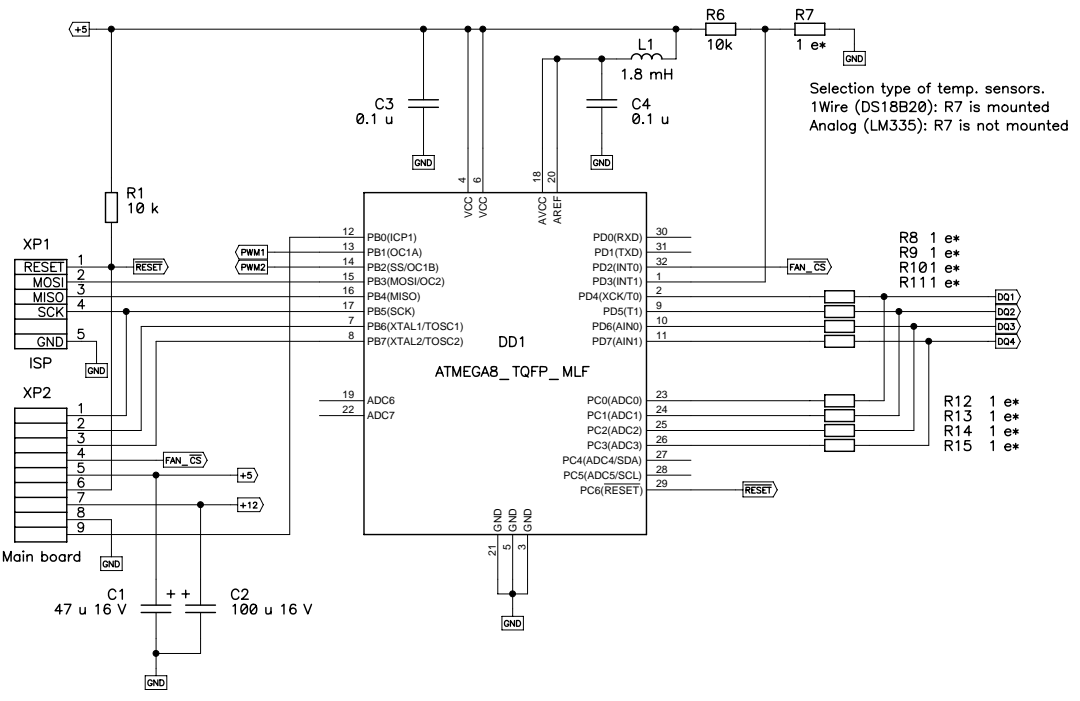 +5
R6
10k
R7
1 e*
GND
L1
1.8 mH
C3
0.1 u
GND
C4
0.1 u
GND
Selection type of temp. sensors.
1Wire (DS18B20): R7 is mounted
Analog (LM335): R7 is not mounted
R1
10 k
4 VCC
6 VCC
18 AVCC
20 AREF
XP1
RESET 1
MOSI 2
MISO 3
SCK 4
GND 5
ISP
GND
RESET
PWM1
PWM2
12 PB0(ICP1)
13 PB1(OC1A)
14 PB2(SS/OC1B)
15 PB3(MOSI/OC2)
16 PB4(MISO)
17 PB5(SCK)
7 PB6(XTAL1/TOSC1)
8 PB7(XTAL2/TOSC2)
19 ADC6
22 ADC7
DD1
ATMEGA8_TQFP_MLF
PD0(RXD) 30
PD1(TXD) 31
PD2(INT0) 32
PD3(INT1) 1
PD4(XCK/T0) 2
PD5(T1) 9
PD6(AIN0) 10
PD7(AIN1) 11
PC0(ADC0) 23
PC1(ADC1) 24
PC2(ADC2) 25
PC3(ADC3) 26
PC4(ADC4/SDA) 27
PC5(ADC5/SCL) 28
PC6(RESET) 29
FAN_CS
R8 1 e*
R9 1 e*
R101 e*
R111 e*
DQ1
DQ2
DQ3
DQ4
R12 1 e*
R13 1 e*
R14 1 e*
R15 1 e*
RESET
XP2
1
2
3
4
5
6
7
8
9
Main board
FAN_CS
+5
+12
GND
21 GND
5 GND
3 GND
GND
C1
47 u 16 V
+ +
C2
100 u 16 V
GND